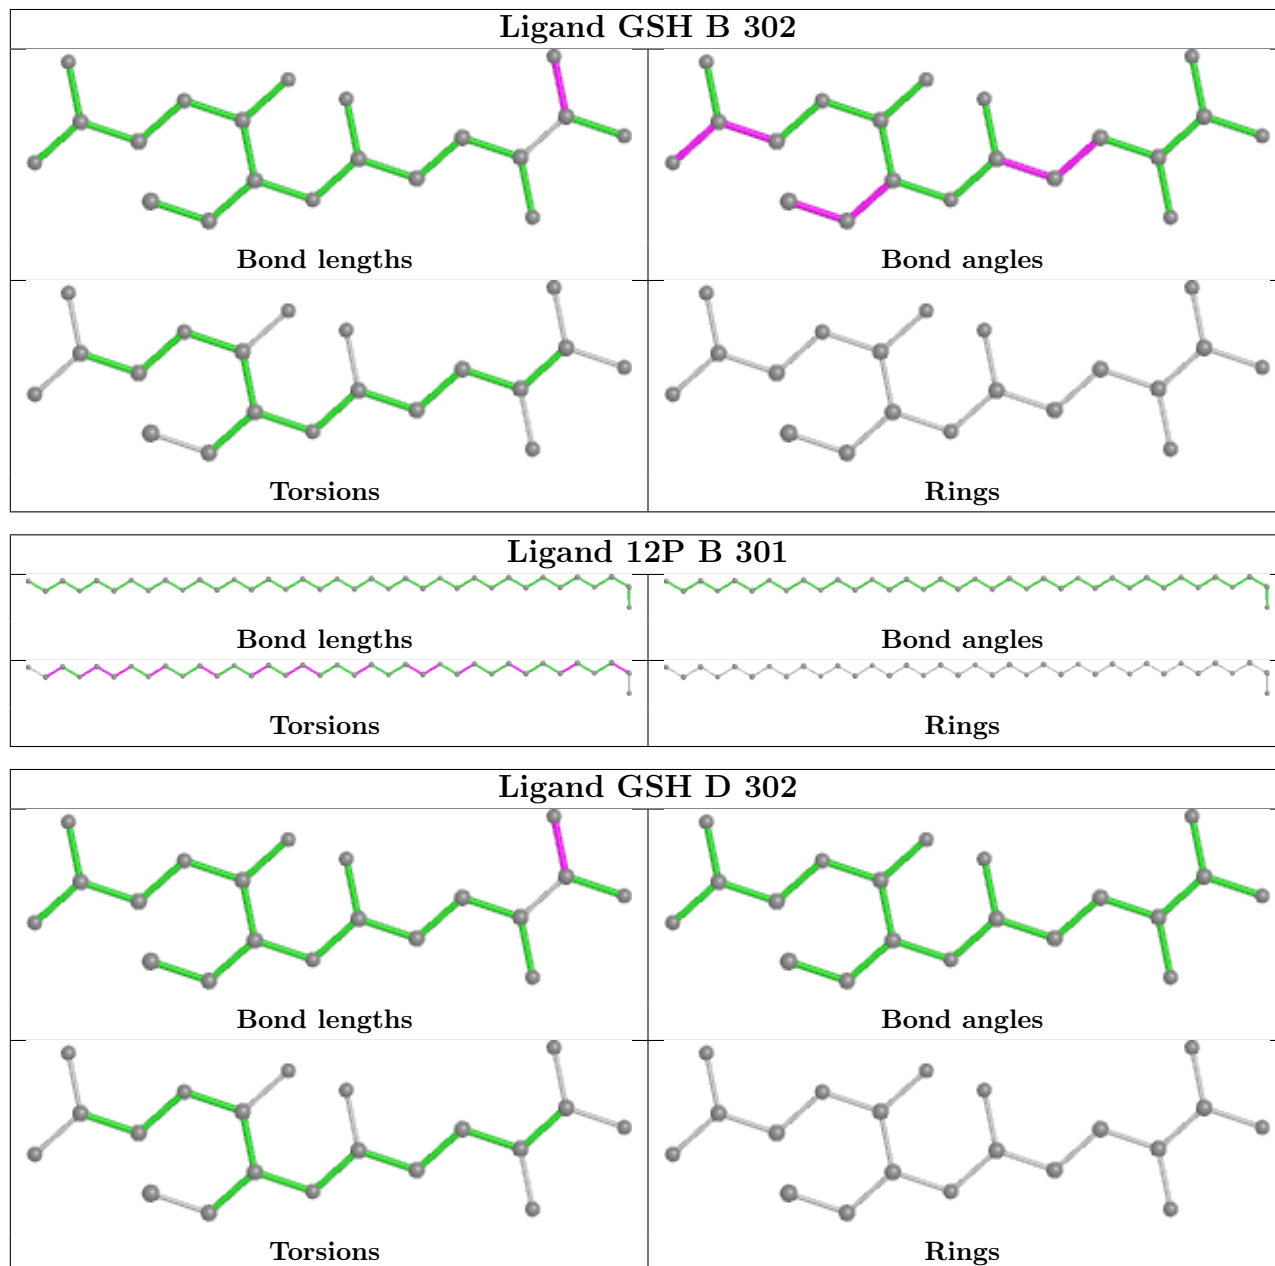 Ligand GSH B 302
Bond lengths
Bond angles
Torsions
Rings
Ligand 12P B 301
Bond lengths
Bond angles
Torsions
Rings
Ligand GSH D 302
Bond lengths
Bond angles
Torsions
Rings